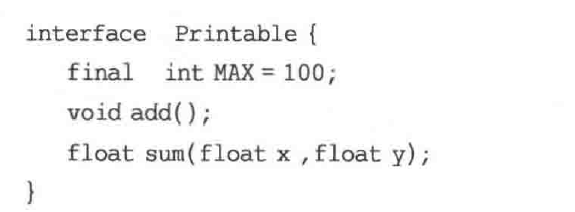 interface Printable {
final int MAX = 100;
void add();
float sum(float x ,float y);
}